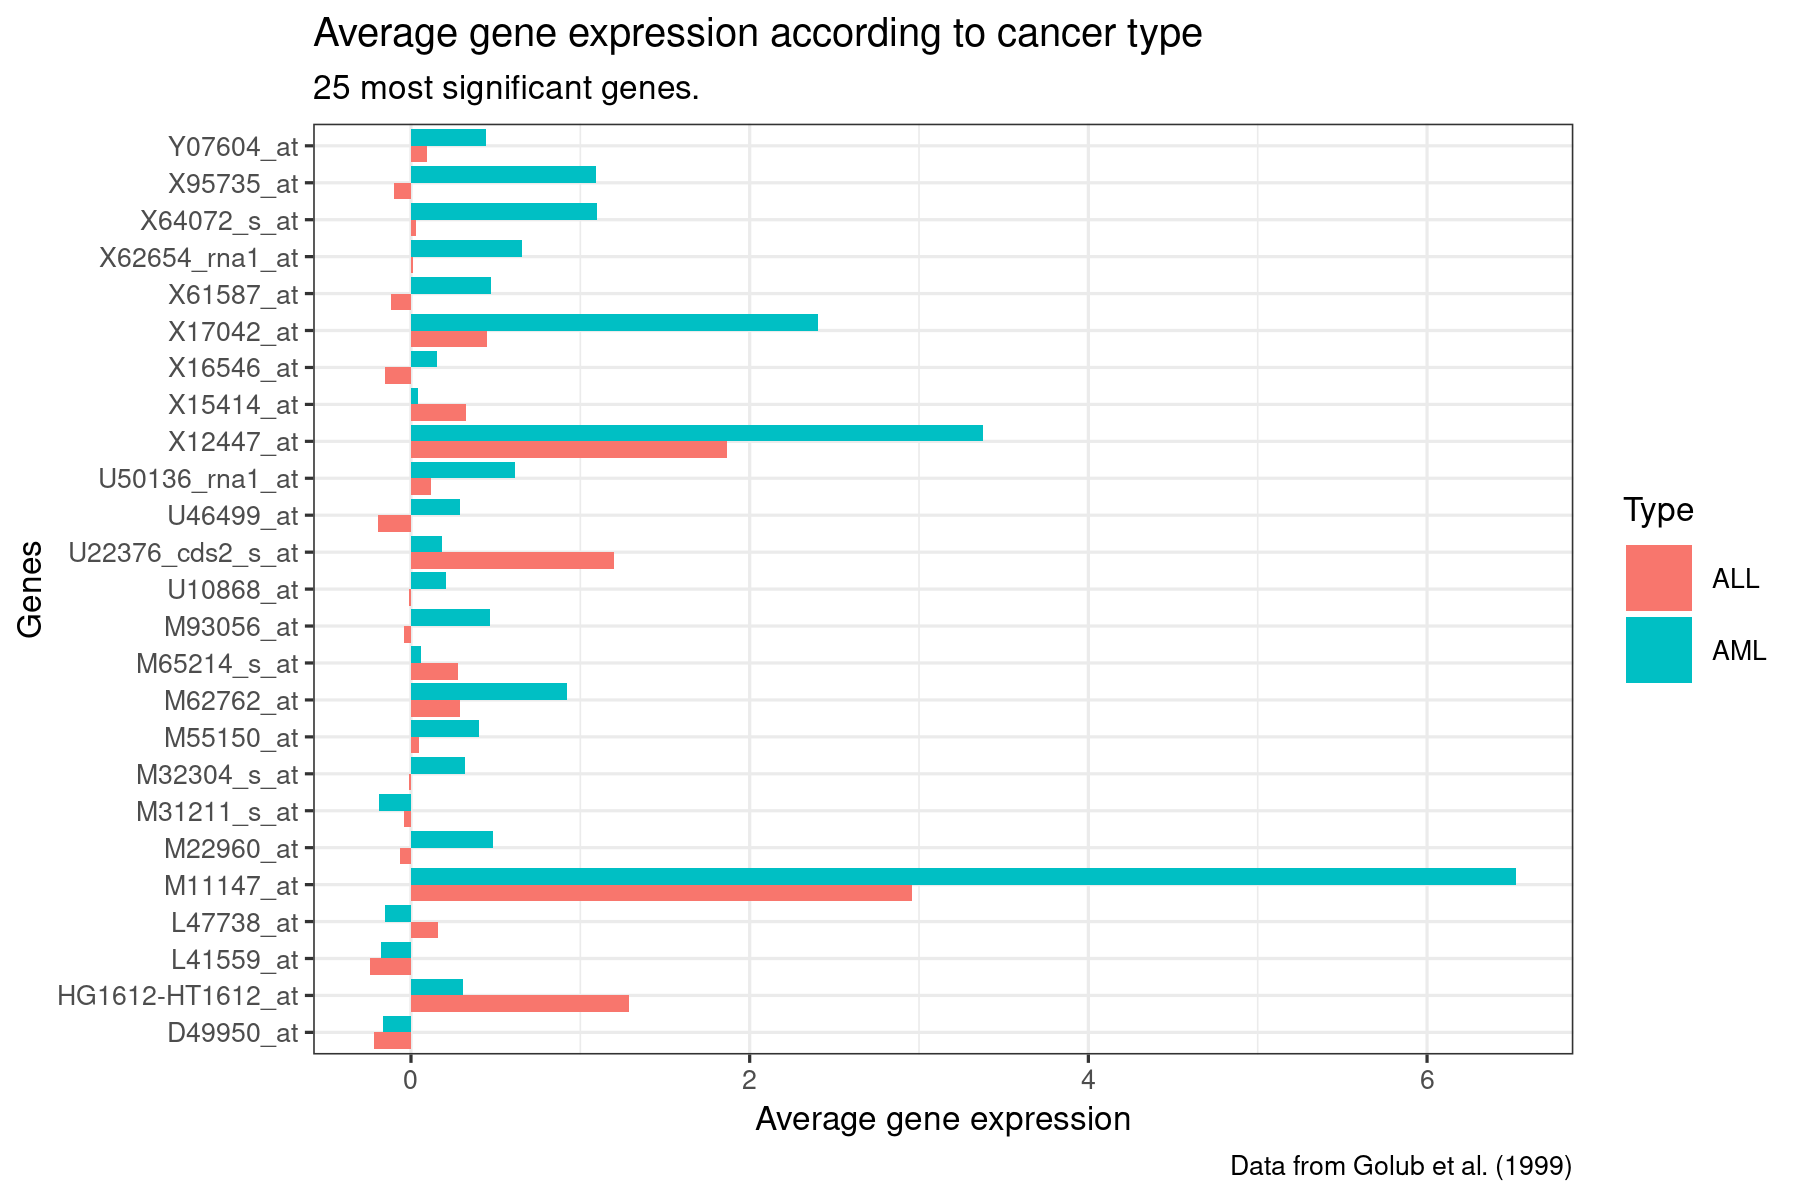 Average gene expression according to cancer type
25 most significant genes.
Genes
Y07604_at
X95735_at
X64072_s_at
X62654_rna1_at
X61587_at
X17042_at
X16546_at
X15414_at
X12447_at
U50136_rna1_at
U46499_at
U22376_cds2_s_at
U10868_at
M93056_at
M65214_s_at
M62762_at
M55150_at
M32304_s_at
M31211_s_at
M22960_at
M11147_at
L47738_at
L41559_at
HG1612-HT1612_at
D49950_at
0 2 4 6
Average gene expression
Type
ALL
AML
Data from Golub et al. (1999)